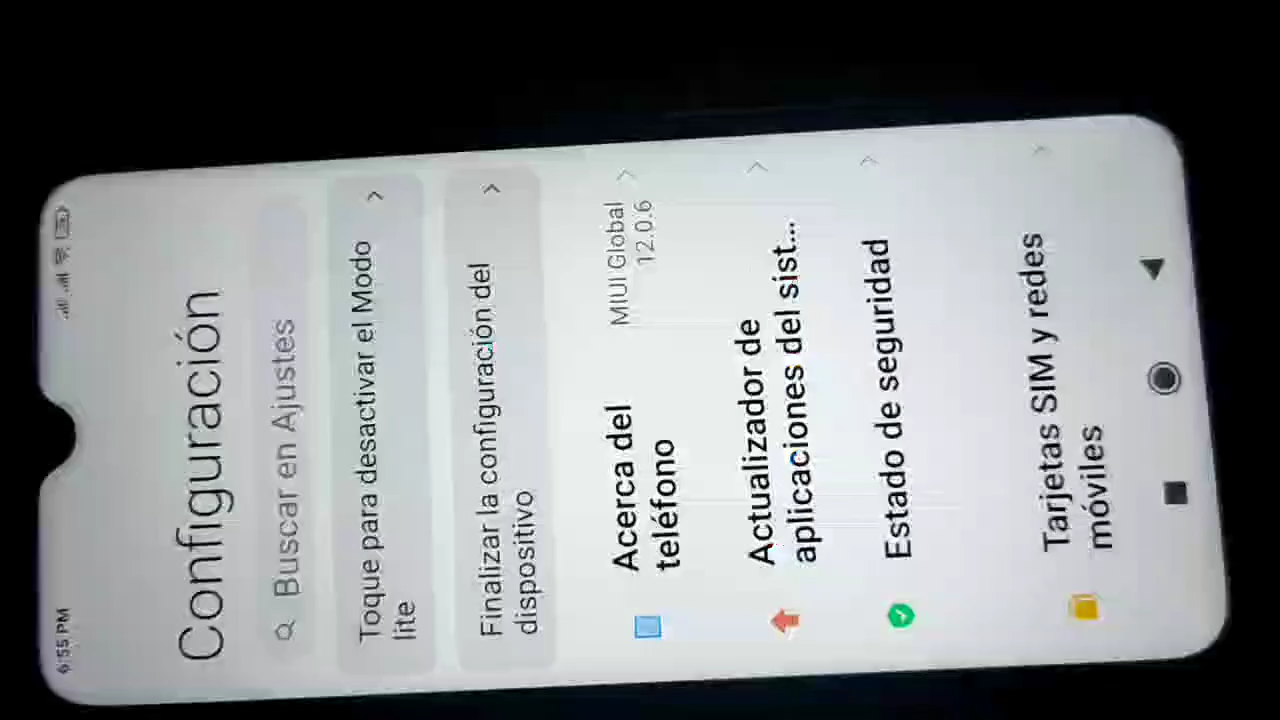 6:55 PM
Configuración
Buscar en Ajustes
Toque para desactivar el Modo
lite
Finalizar la configuración del
dispositivo
Acerca del
teléfono
MIUI Global
12.0.6
Actualizador de
aplicaciones del sist...
Estado de seguridad
Tarjetas SIM y redes
móviles